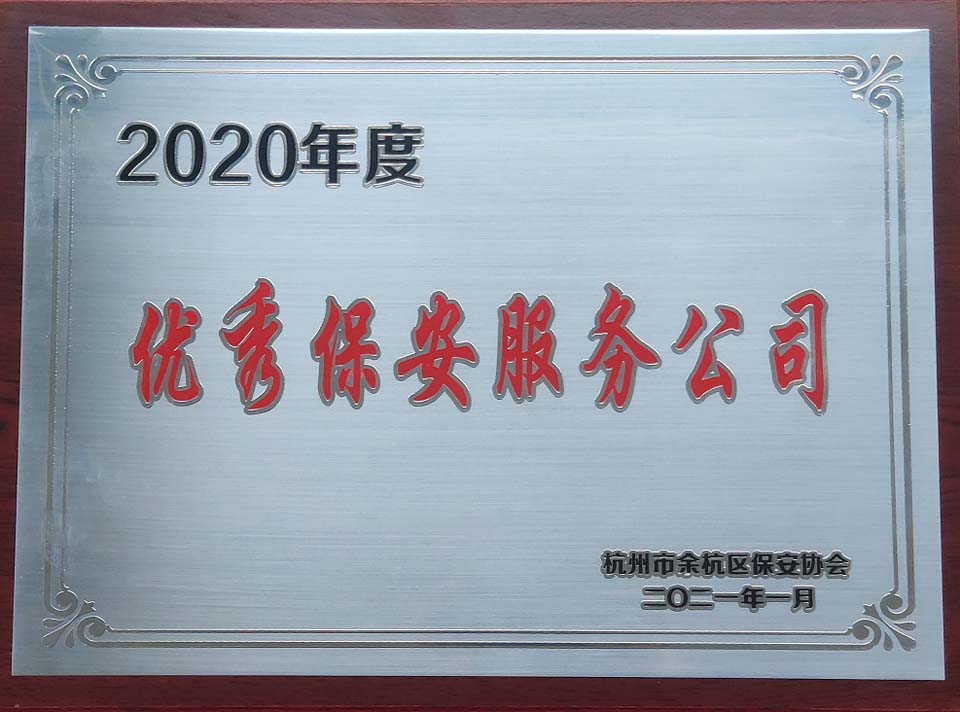 2020年度
优秀保安服务公司
杭州市余杭区保安协会
二〇二一年一月